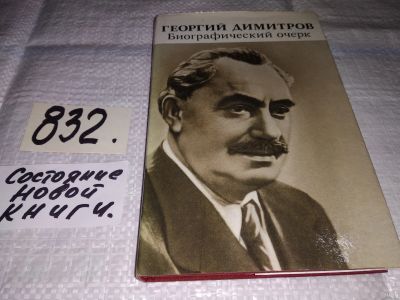 ГЕОРГИЙ ДИМИТРОВ
Биографический очерк
832.
Состояние
новой
книги.